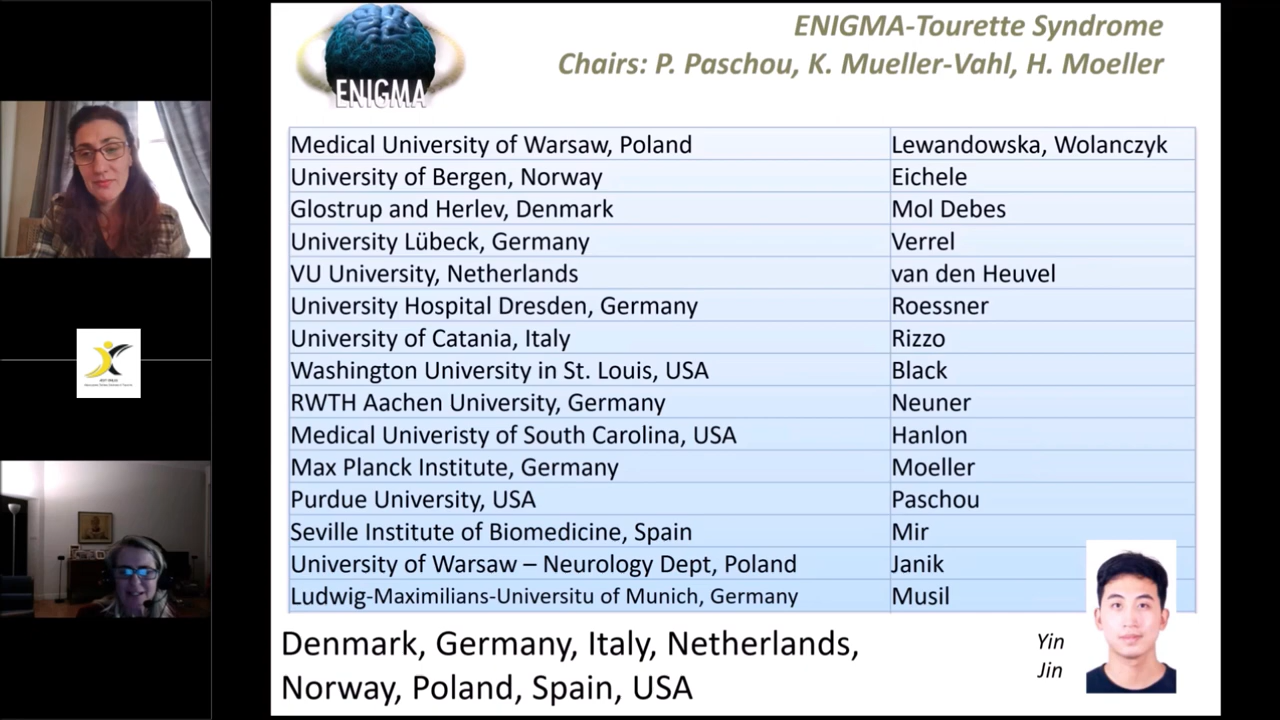 ENIGMA
ENIGMA-Tourette Syndrome
Chairs: P. Paschou, K. Mueller-Vahl, H. Moeller
Medical University of Warsaw, Poland Lewandowska, Wolanczyk
University of Bergen, Norway Eichele
Glostrup and Herlev, Denmark Mol Debes
University Lübeck, Germany Verrel
VU University, Netherlands van den Heuvel
University Hospital Dresden, Germany Roessner
University of Catania, Italy Rizzo
Washington University in St. Louis, USA Black
RWTH Aachen University, Germany Neuner
Medical Univeristy of South Carolina, USA Hanlon
Max Planck Institute, Germany Moeller
Purdue University, USA Paschou
Seville Institute of Biomedicine, Spain Mir
University of Warsaw – Neurology Dept, Poland Janik
Ludwig-Maximilians-Universitu of Munich, Germany Musil
Denmark, Germany, Italy, Netherlands,
Norway, Poland, Spain, USA
Yin
Jin